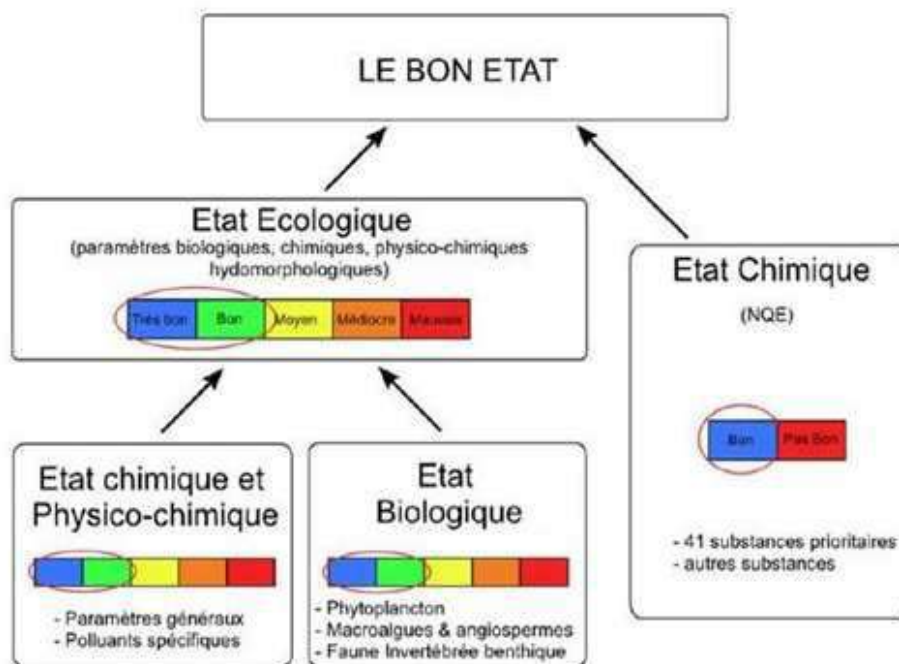 LE BON ETAT
Etat Ecologique
(paramètres biologiques, chimiques, physico-chimiques
hydomorphologiques)
Très bon
Bon
Moyen
Médiocre
Mauvais
Etat Chimique
(NQE)
Bon
Pas Bon
- 41 substances prioritaires
- autres substances
Etat chimique et
Physico-chimique
- Paramètres généraux
- Polluants spécifiques
Etat
Biologique
- Phytoplancton
- Macroalgues & angiospermes
- Faune Invertébrée benthique